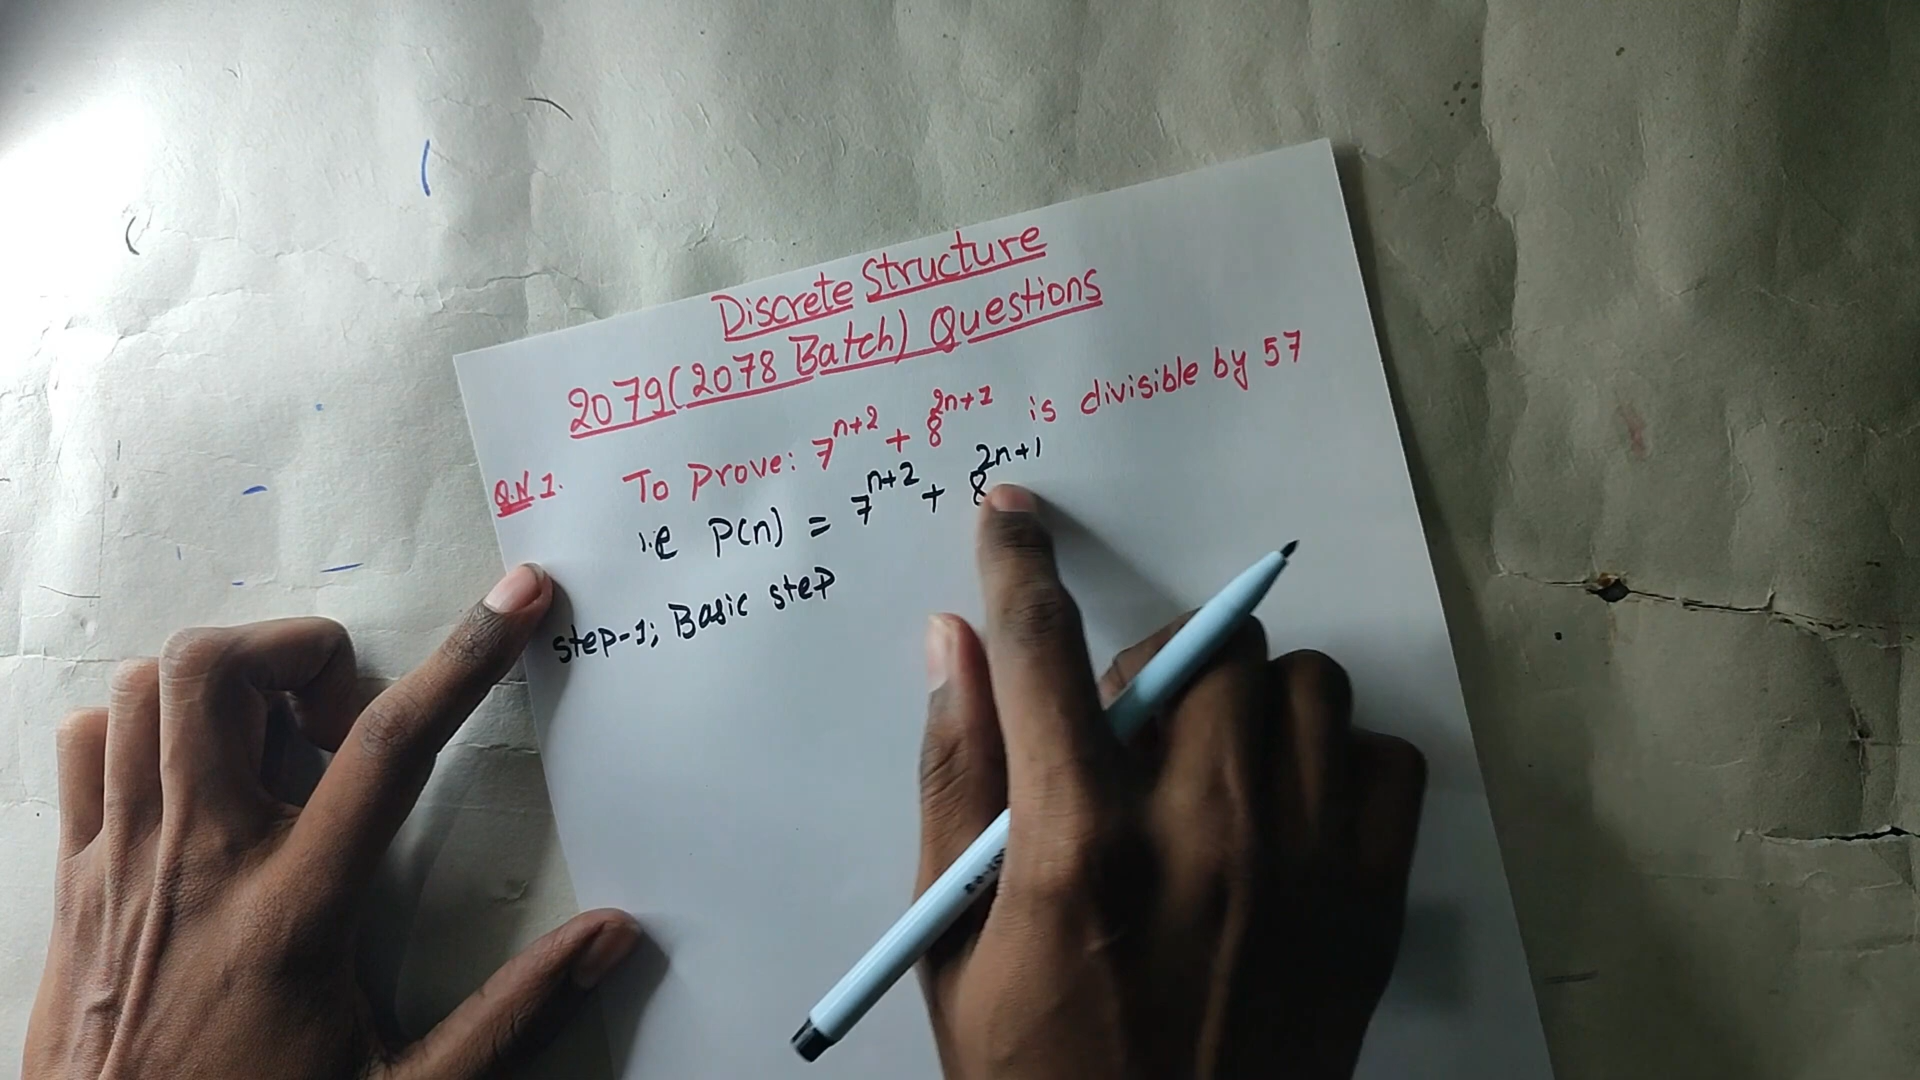 Discrete Structure
2079(2078 Batch) Questions
Q.N 1. To prove: 7^{n+2} + 8^{2n+1} is divisible by 57
i.e P(n) = 7^{n+2} + 8^{2n+1}
step-1; Basic step